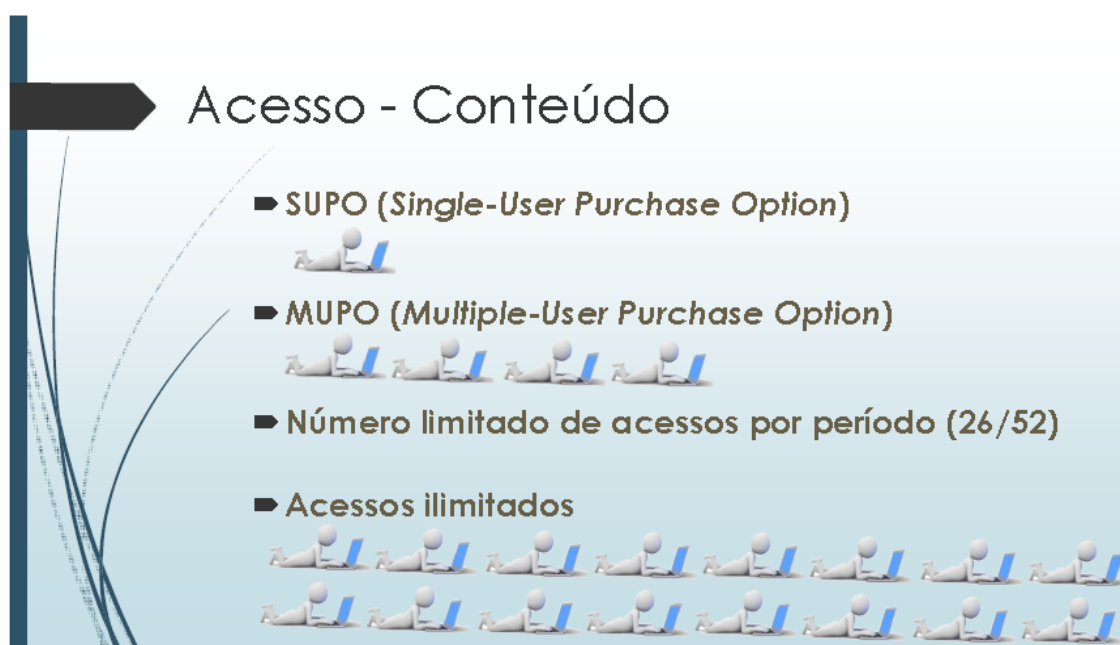 Acesso - Conteúdo
SUPO (Single-User Purchase Option)
MUPO (Multiple-User Purchase Option)
Número limitado de acessos por período (26/52)
Acessos ilimitados